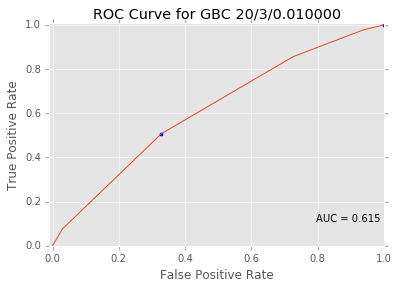 ROC Curve for GBC 20/3/0.010000
True Positive Rate
1.0
0.8
0.6
0.4
0.2
0.0
AUC = 0.615
0.0 0.2 0.4 0.6 0.8 1.0
False Positive Rate